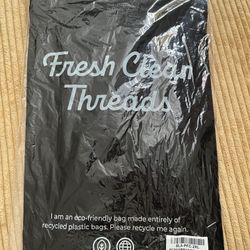 Fresh Clean
Threads
I am an eco-friendly bag made entirely of
recycled plastic bags. Please recycle me again.